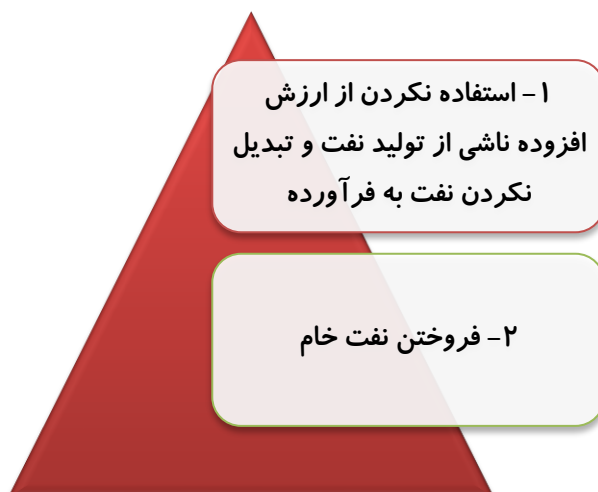 ۱- استفاده نکردن از ارزش
افزوده ناشی از تولید نفت و تبدیل
نکردن نفت به فرآورده
۲- فروختن نفت خام